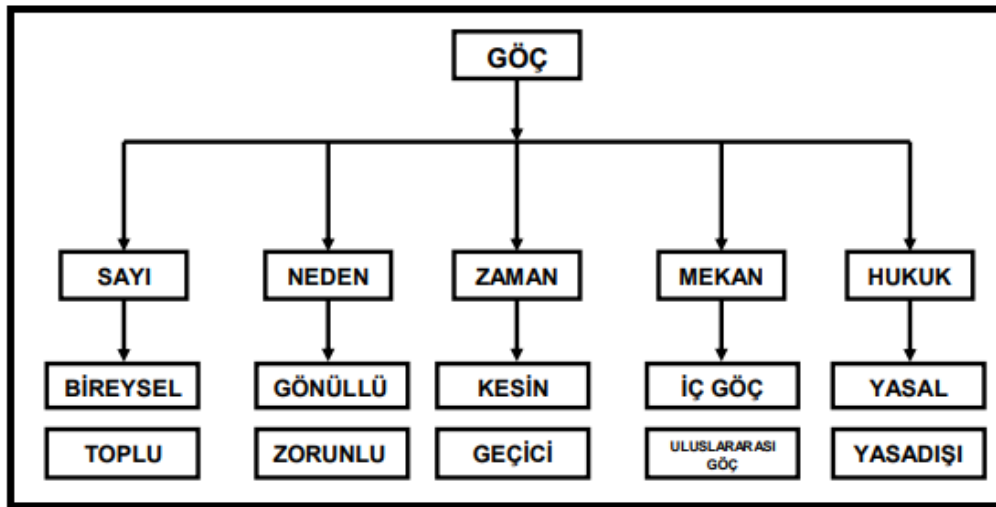 GÖÇ
SAYI
NEDEN
ZAMAN
MEKAN
HUKUK
BİREYSEL
GÖNÜLLÜ
KESİN
İÇ GÖÇ
YASAL
TOPLU
ZORUNLU
GEÇİCİ
ULUSLARARASI
GÖÇ
YASADIŞI